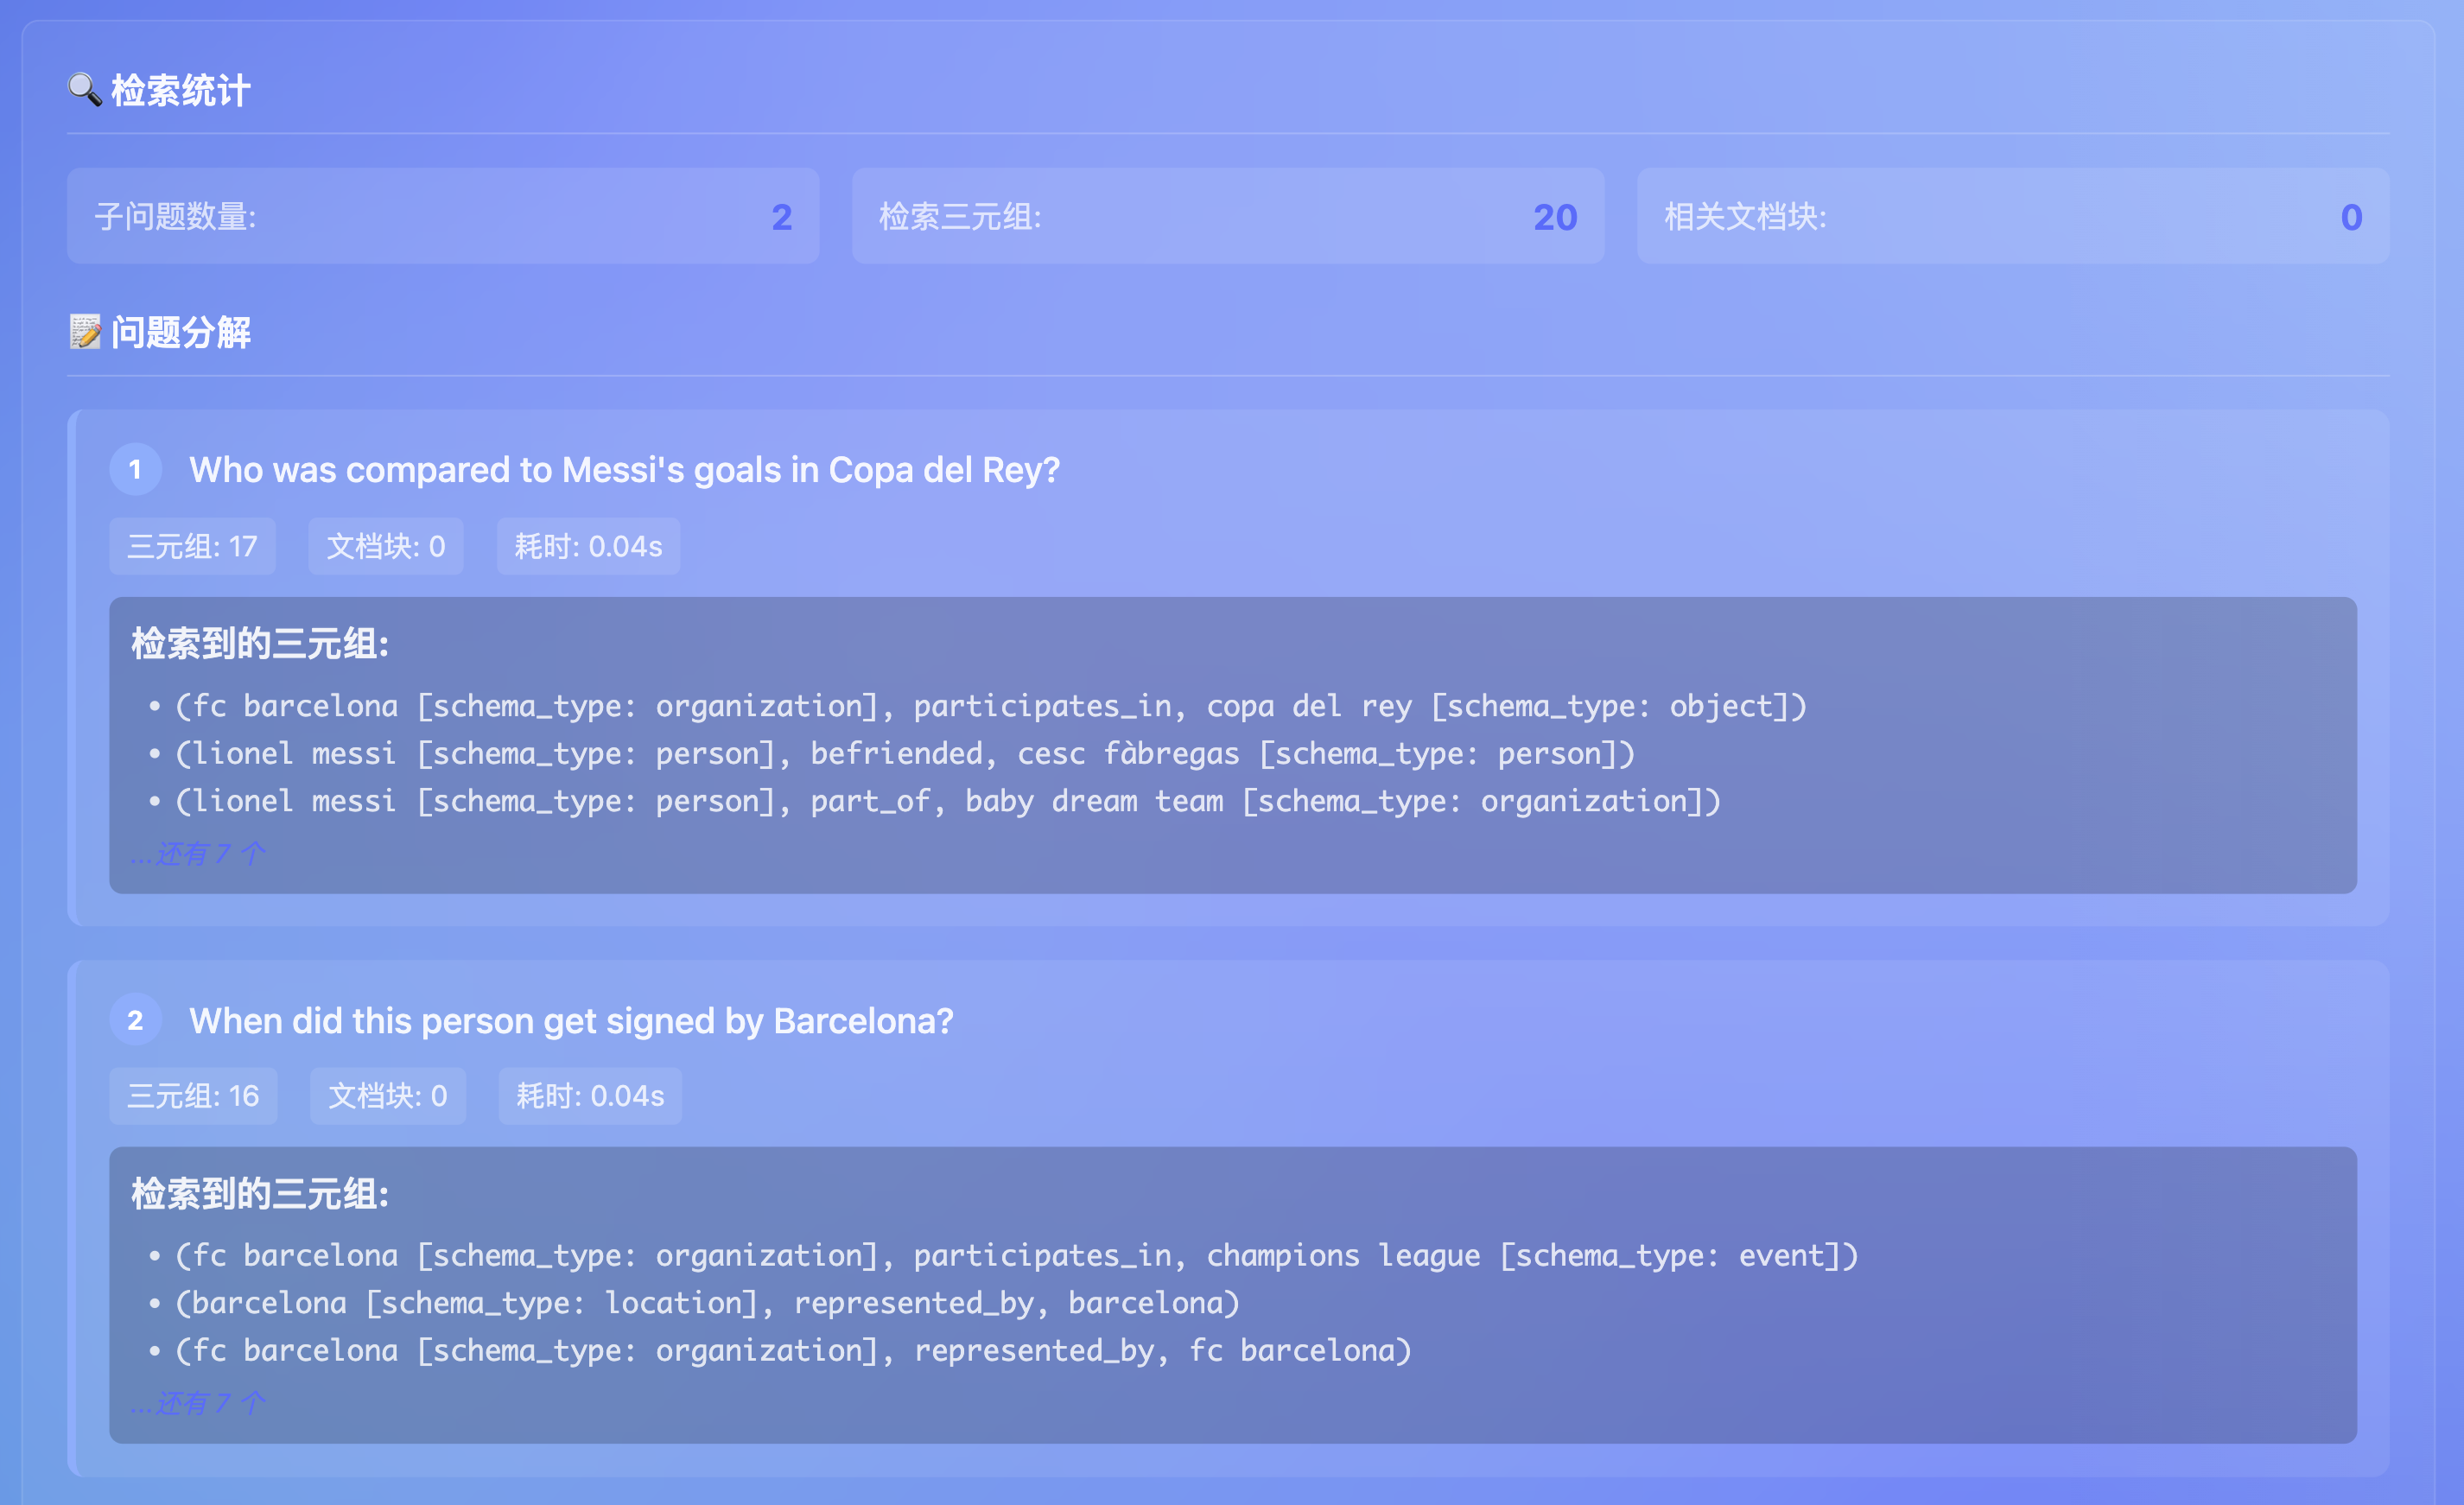 🔍 检索统计
子问题数量: 2
检索三元组: 20
相关文档块: 0
📝 问题分解
1 Who was compared to Messi's goals in Copa del Rey?
三元组: 17 文档块: 0 耗时: 0.04s
检索到的三元组:
• (fc barcelona [schema_type: organization], participates_in, copa del rey [schema_type: object])
• (lionel messi [schema_type: person], befriended, cesc fàbregas [schema_type: person])
• (lionel messi [schema_type: person], part_of, baby dream team [schema_type: organization])
...还有 7 个
2 When did this person get signed by Barcelona?
三元组: 16 文档块: 0 耗时: 0.04s
检索到的三元组:
• (fc barcelona [schema_type: organization], participates_in, champions league [schema_type: event])
• (barcelona [schema_type: location], represented_by, barcelona)
• (fc barcelona [schema_type: organization], represented_by, fc barcelona)
...还有 7 个